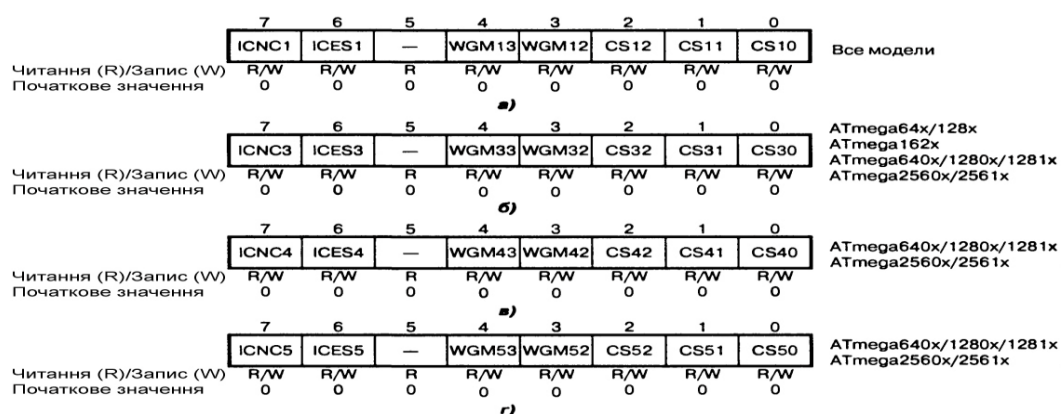 7 6 5 4 3 2 1 0
ICNC1 ICES1 — WGM13 WGM12 CS12 CS11 CS10 Все модели
Читання (R)/Запис (W) R/W R/W R R/W R/W R/W R/W R/W
Початкове значення 0 0 0 0 0 0 0 0
а)
7 6 5 4 3 2 1 0
ATmega64x/128x
ICNC3 ICES3 — WGM33 WGM32 CS32 CS31 CS30 ATmega162x
ATmega640x/1280x/1281x
Читання (R)/Запис (W) R/W R/W R R/W R/W R/W R/W R/W ATmega2560x/2561x
Початкове значення 0 0 0 0 0 0 0 0
б)
7 6 5 4 3 2 1 0
ICNC4 ICES4 — WGM43 WGM42 CS42 CS41 CS40 ATmega640x/1280x/1281x
ATmega2560x/2561x
Читання (R)/Запис (W) R/W R/W R R/W R/W R/W R/W R/W
Початкове значення 0 0 0 0 0 0 0 0
в)
7 6 5 4 3 2 1 0
ICNC5 ICES5 — WGM53 WGM52 CS52 CS51 CS50 ATmega640x/1280x/1281x
ATmega2560x/2561x
Читання (R)/Запис (W) R/W R/W R R/W R/W R/W R/W R/W
Початкове значення 0 0 0 0 0 0 0 0
г)